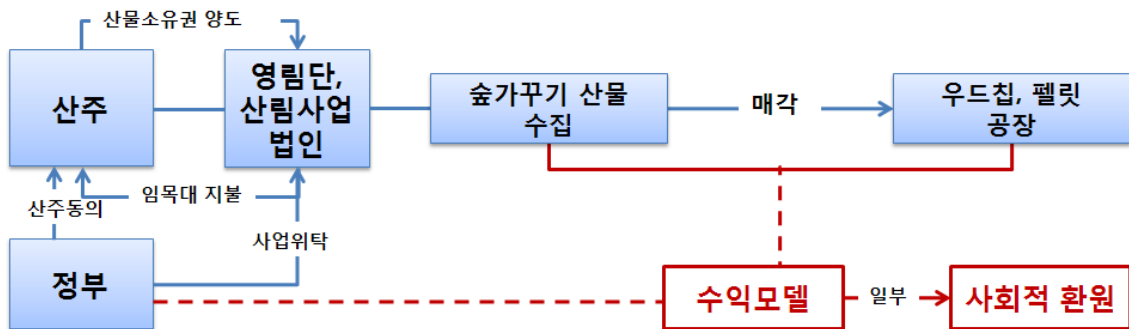 산물소유권 양도
산주
영림단,
산림사업
법인
숲가꾸기 산물
수집
매각
우드칩, 펠릿
공장
임목대 지불
산주동의
사업위탁
정부
수익모델
일부
사회적 환원